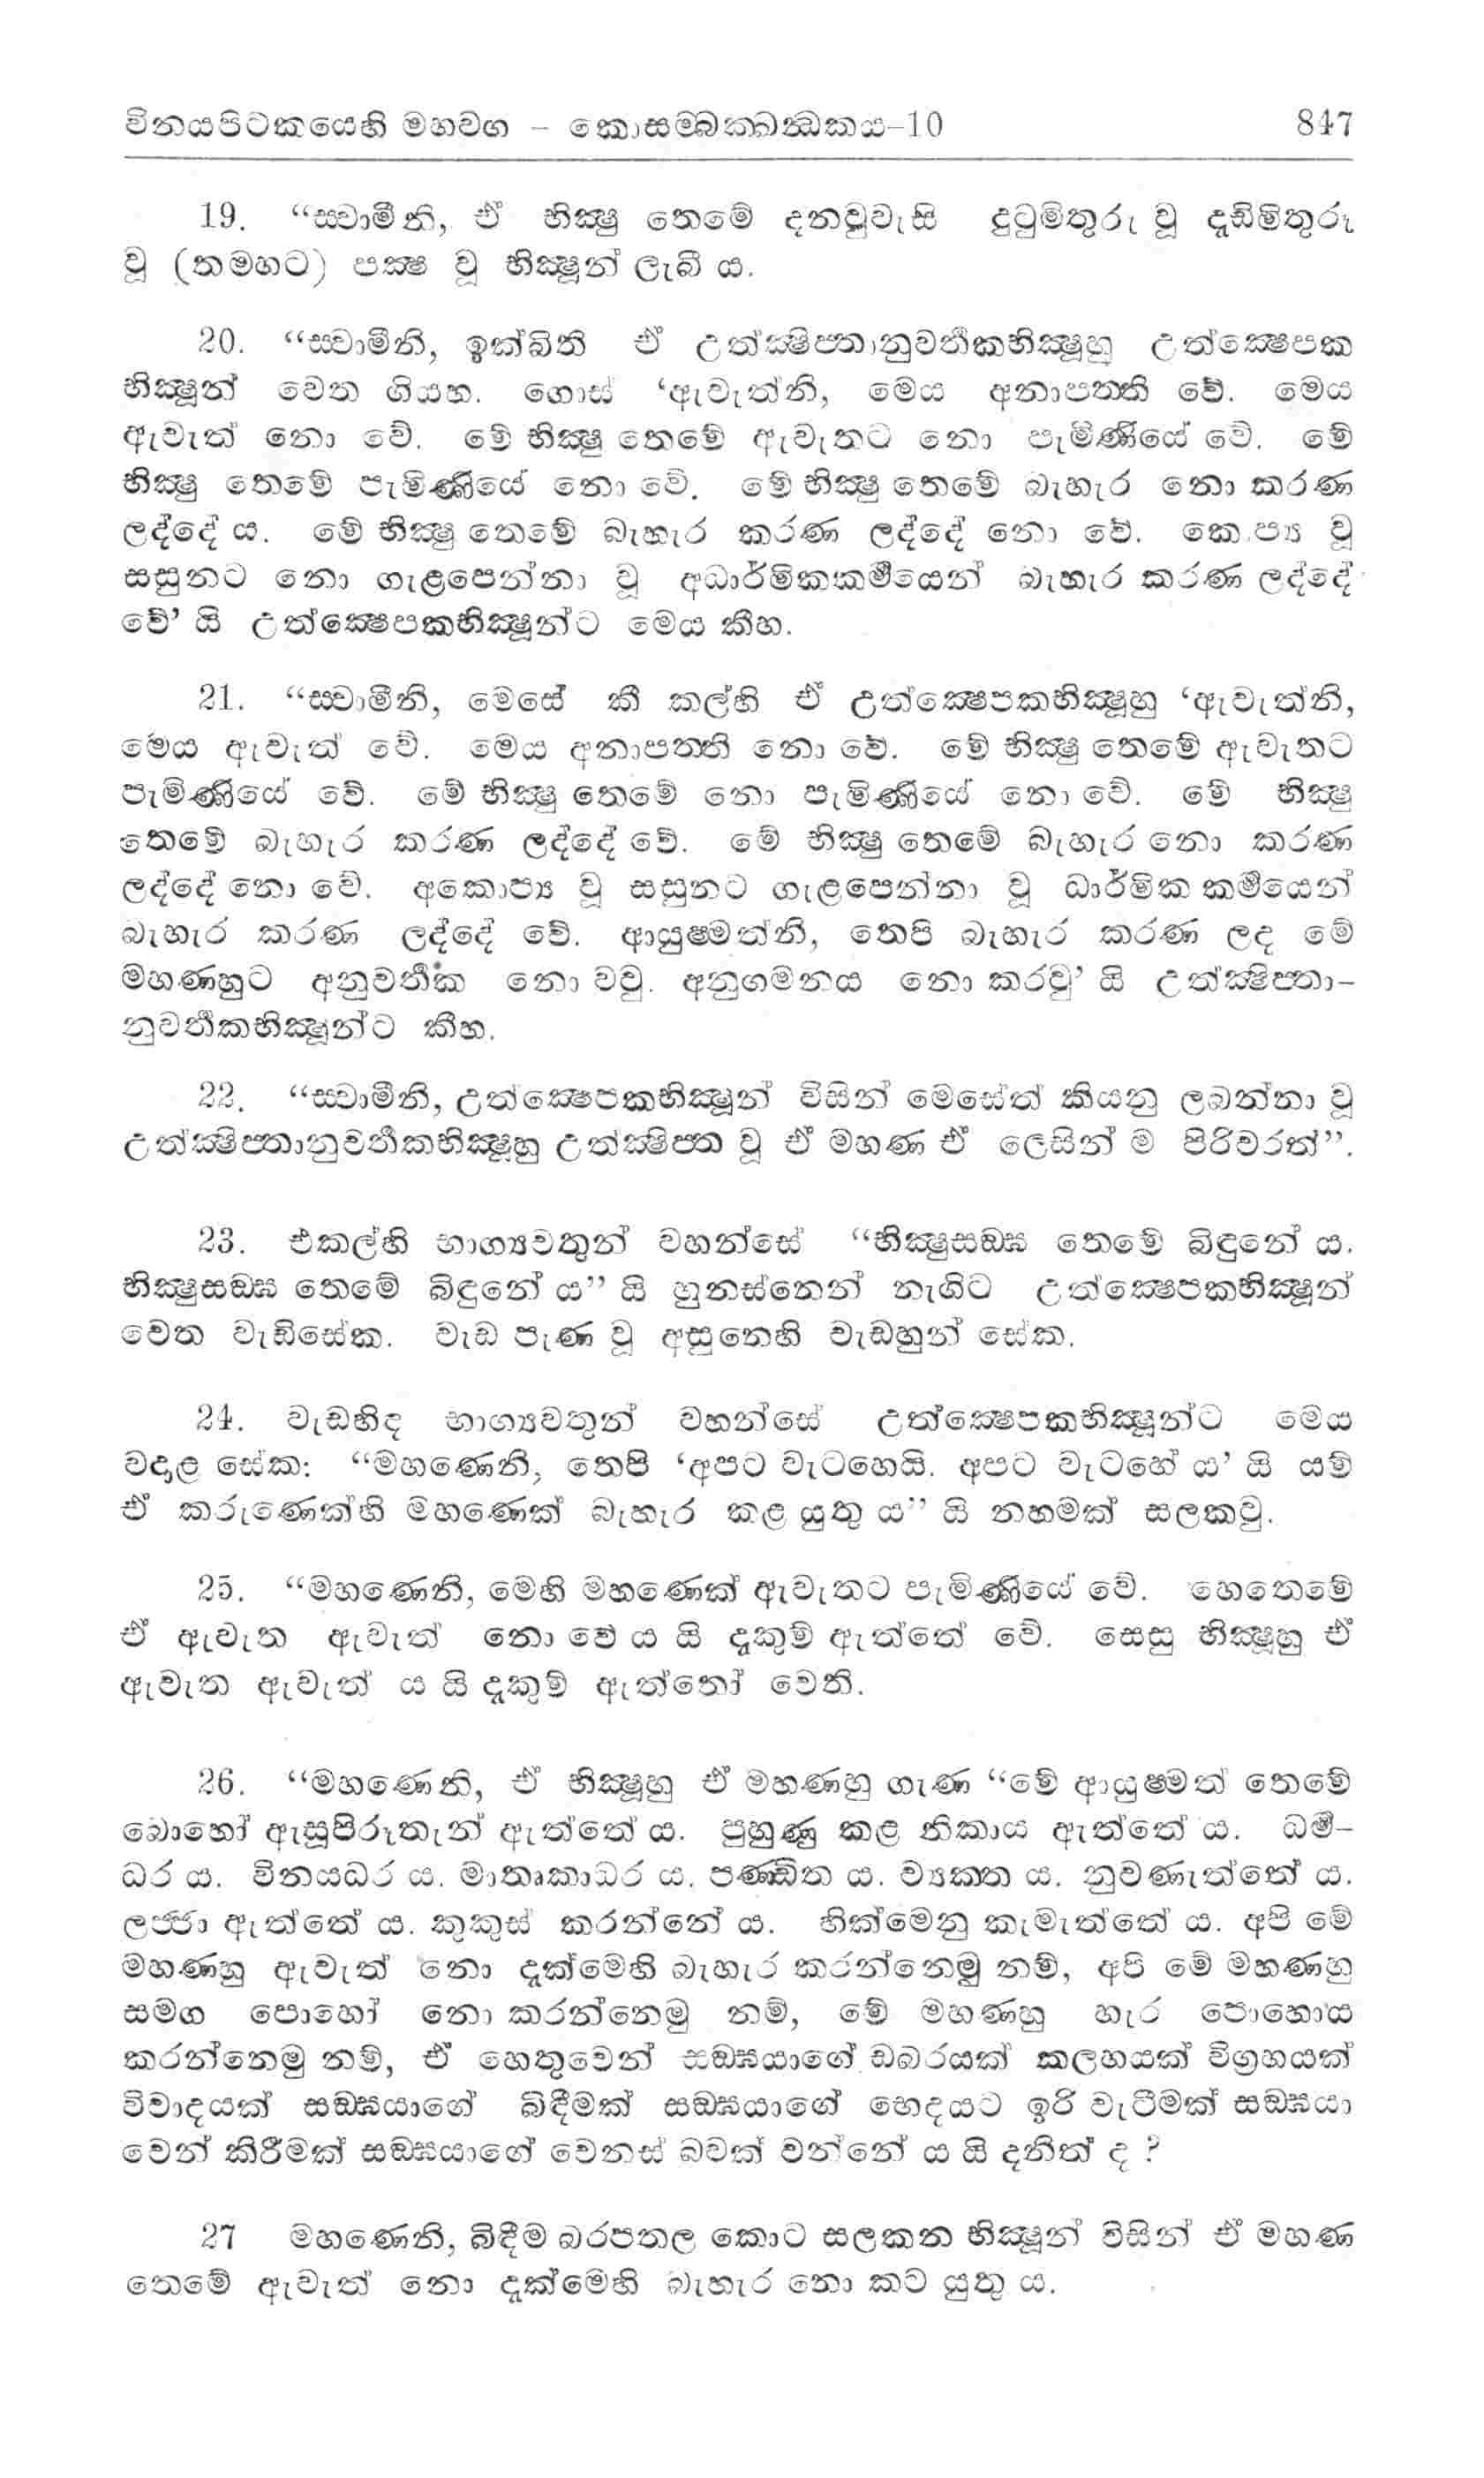 විනයපිටකයෙහි මහවග – කොසම්බක්ඛන්ධකය–10 847
19. “ස්වාමීනි, ඒ භික්ෂු තෙමේ දනවුවැසි දුටුමිතුරු වූ දැඩිමිතුරු
වූ (තමහට) පක්ෂ වූ භික්ෂූන් ලැබී ය.
20. “ස්වාමීනි, ඉක්බිති ඒ උත්ක්ෂිප්තානුවර්තකභික්ෂූහු උත්ක්ෂෙපක
භික්ෂූන් වෙත ගියහ. ගොස් ‘ඇවැත්නි, මෙය අනාපත්ති වේ. මෙය
ඇවැත් නො වේ. මේ භික්ෂු තෙමේ ඇවැතට නො පැමිණියේ වේ. මේ
භික්ෂු තෙමේ පැමිණියේ නො වේ. මේ භික්ෂු තෙමේ බැහැර නො කරණ
ලද්දේ ය. මේ භික්ෂු තෙමේ බැහැර කරණ ලද්දේ නො වේ. කොප්‍ය වූ
සසුනට නො ගැළපෙන්නා වූ අධාර්මිකකර්මයෙන් බැහැර කරණ ලද්දේ
වේ’ යි උත්ක්ෂෙපකභික්ෂූන්ට මෙය කීහ.
21. “ස්වාමීනි, මෙසේ කී කල්හි ඒ උත්ක්ෂෙපකභික්ෂූහු ‘ඇවැත්නි,
මෙය ඇවැත් වේ. මෙය අනාපත්ති නො වේ. මේ භික්ෂු තෙමේ ඇවැතට
පැමිණියේ වේ. මේ භික්ෂු තෙමේ නො පැමිණියේ නො වේ. මේ භික්ෂු
තෙමේ බැහැර කරණ ලද්දේ වේ. මේ භික්ෂු තෙමේ බැහැර නො කරණ
ලද්දේ නො වේ. අකොප්‍ය වූ සසුනට ගැළපෙන්නා වූ ධාර්මික කර්මයෙන්
බැහැර කරණ ලද්දේ වේ. ආයුෂ්මත්නි, තෙපි බැහැර කරණ ලද මේ
මහණහුට අනුවර්තක නො වවු. අනුගමනය නො කරවු’ යි උත්ක්ෂිප්තා-
නුවර්තකභික්ෂූන්ට කීහ.
22. “ස්වාමීනි, උත්ක්ෂෙපකභික්ෂූන් විසින් මෙසේත් කියනු ලබන්නා වූ
උත්ක්ෂිප්තානුවර්තකභික්ෂූහු උත්ක්ෂිප්ත වූ ඒ මහණ ඒ ලෙසින් ම පිරිවරත්”.
23. එකල්හි භාග්‍යවතුන් වහන්සේ “භික්ෂුසඞ්ඝ තෙමේ බිඳුනේ ය.
භික්ෂුසඞ්ඝ තෙමේ බිඳුනේ ය” යි හුනස්නෙන් නැගිට උත්ක්ෂෙපකභික්ෂූන්
වෙත වැඩිසේක. වැඩ පැණ වූ අසුනෙහි වැඩහුන් සේක.
24. වැඩහිද භාග්‍යවතුන් වහන්සේ උත්ක්ෂෙපකභික්ෂූන්ට මෙය
වදාළ සේක: “මහණෙනි, තෙපි ‘අපට වැටහෙයි. අපට වැටහේ ය’ යි යම්
ඒ කරුණෙක්හි මහණෙක් බැහැර කළ යුතු ය” යි නහමක් සලකවු.
25. “මහණෙනි, මෙහි මහණෙක් ඇවැතට පැමිණියේ වේ. හෙතෙමේ
ඒ ඇවැත ඇවැත් නො වේ ය යි දැකුම් ඇත්තේ වේ. සෙසු භික්ෂූහු ඒ
ඇවැත ඇවැත් ය යි දැකුම් ඇත්තෝ වෙති.
26. “මහණෙනි, ඒ භික්ෂූහු ඒ මහණහු ගැණ “මේ ආයුෂ්මත් තෙමේ
බොහෝ ඇසූපිරූතැන් ඇත්තේ ය. පුහුණු කළ නිකාය ඇත්තේ ය. ධර්ම-
ධර ය. විනයධර ය. මාතෘකාධර ය. පණ්ඩිත ය. ව්‍යක්ත ය. නුවණැත්තේ ය.
ලජ්ජා ඇත්තේ ය. කුකුස් කරන්නේ ය. හික්මෙනු කැමැත්තේ ය. අපි මේ
මහණහු ඇවැත් නො දැක්මෙහි බැහැර කරන්නෙමු නම්, අපි මේ මහණහු
සමග පොහෝ නො කරන්නෙමු නම්, මේ මහණහු හැර පොහොය
කරන්නෙමු නම්, ඒ හෙතුවෙන් සඞ්ඝයාගේ ඩබරයක් කලහයක් විග්‍රහයක්
විවාදයක් සඞ්ඝයාගේ බිඳීමක් සඞ්ඝයාගේ භෙදයට ඉරි වැටීමක් සඞ්ඝයා
වෙන් කිරීමක් සඞ්ඝයාගේ වෙනස් බවක් වන්නේ ය යි දනිත් ද ?
27 මහණෙනි, බිඳීම බරපතල කොට සලකන භික්ෂූන් විසින් ඒ මහණ
තෙමේ ඇවැත් නො දැක්මෙහි බැහැර නො කට යුතු ය.